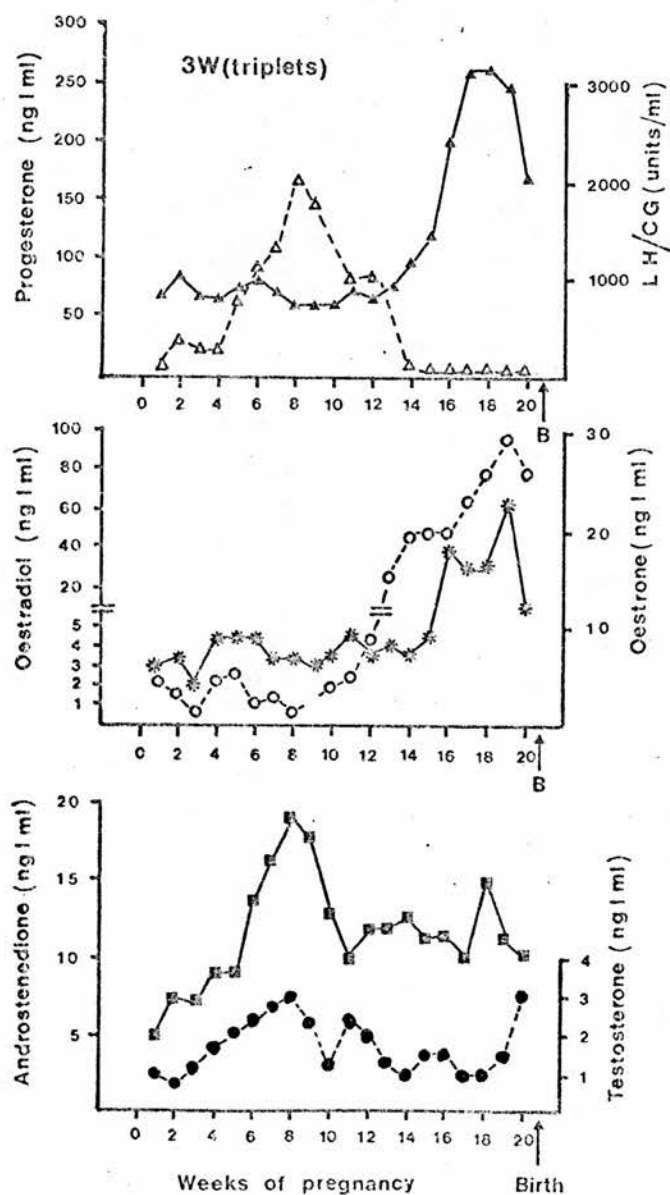 3W(triplets)
Progesterone (ng/ml)
300
250
200
150
100
50
LH/CG (units/ml)
3000
2000
1000
0 2 4 6 8 10 12 14 16 18 20
B
Oestradiol (ng/ml)
100
80
60
40
20
5
4
3
2
1
Oestrone (ng/ml)
30
20
10
0 2 4 6 8 10 12 14 16 18 20
B
Androstenedione (ng/ml)
20
15
10
5
Testosterone (ng/ml)
4
3
2
1
0 2 4 6 8 10 12 14 16 18 20
Weeks of pregnancy
Birth